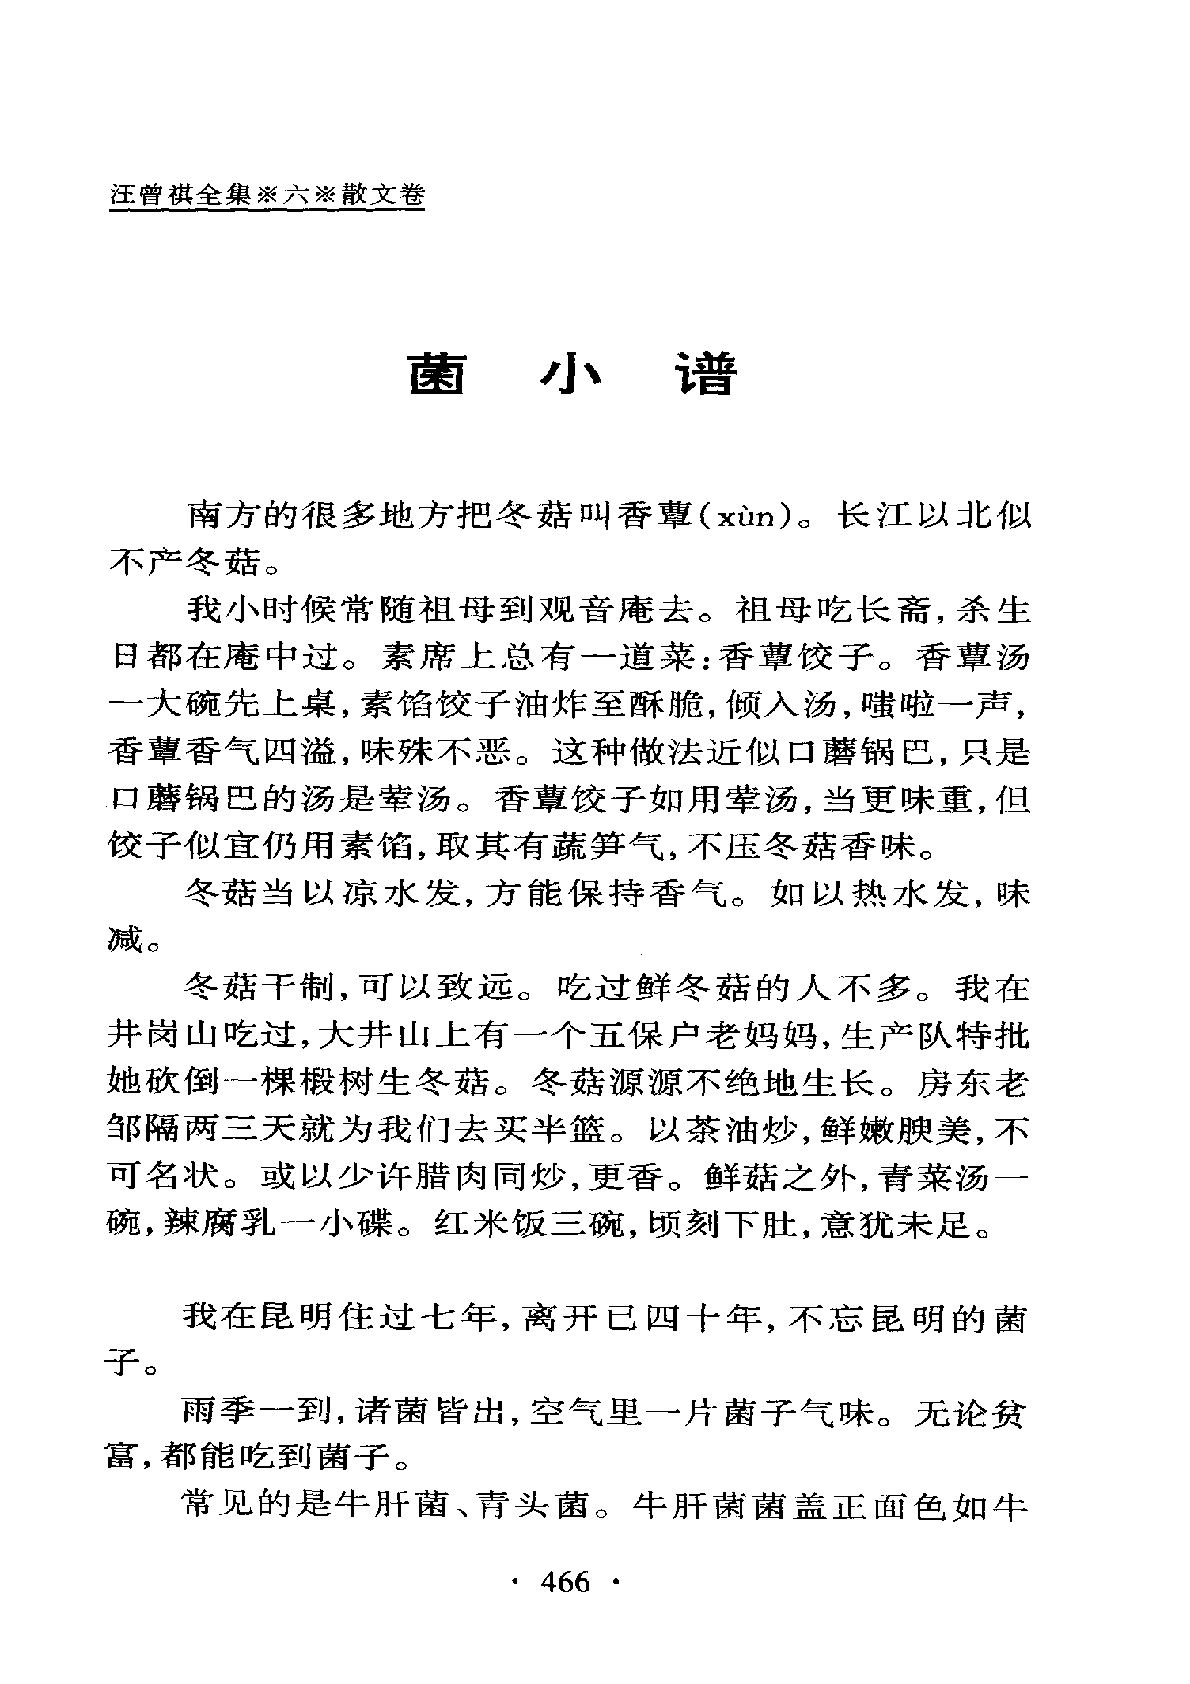 汪曾祺全集※六※散文卷
菌 小 谱
南方的很多地方把冬菇叫香蕈(xùn)。长江以北似
不产冬菇。
我小时候常随祖母到观音庵去。祖母吃长斋,杀生
日都在庵中过。素席上总有一道菜:香蕈饺子。香蕈汤
一大碗先上桌,素馅饺子油炸至酥脆,倾入汤,嗤啦一声,
香蕈香气四溢,味殊不恶。这种做法近似口蘑锅巴,只是
口蘑锅巴的汤是荤汤。香蕈饺子如用荤汤,当更味重,但
饺子似宜仍用素馅,取其有蔬笋气,不压冬菇香味。
冬菇当以凉水发,方能保持香气。如以热水发,味
减。
冬菇干制,可以致远。吃过鲜冬菇的人不多。我在
井岗山吃过,大井山上有一个五保户老妈妈,生产队特批
她砍倒一棵椴树生冬菇。冬菇源源不绝地生长。房东老
邹隔两三天就为我们去买半篮。以茶油炒,鲜嫩腴美,不
可名状。或以少许腊肉同炒,更香。鲜菇之外,青菜汤一
碗,辣腐乳一小碟。红米饭三碗,顷刻下肚,意犹未足。
我在昆明住过七年,离开已四十年,不忘昆明的菌
子。
雨季一到,诸菌皆出,空气里一片菌子气味。无论贫
富,都能吃到菌子。
常见的是牛肝菌、青头菌。牛肝菌菌盖正面色如牛
· 466 ·